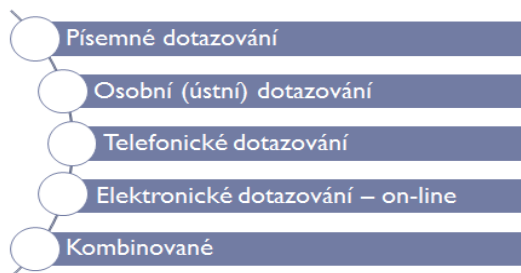 Písemné dotazování
Osobní (ústní) dotazování
Telefonické dotazování
Elektronické dotazování – on-line
Kombinované